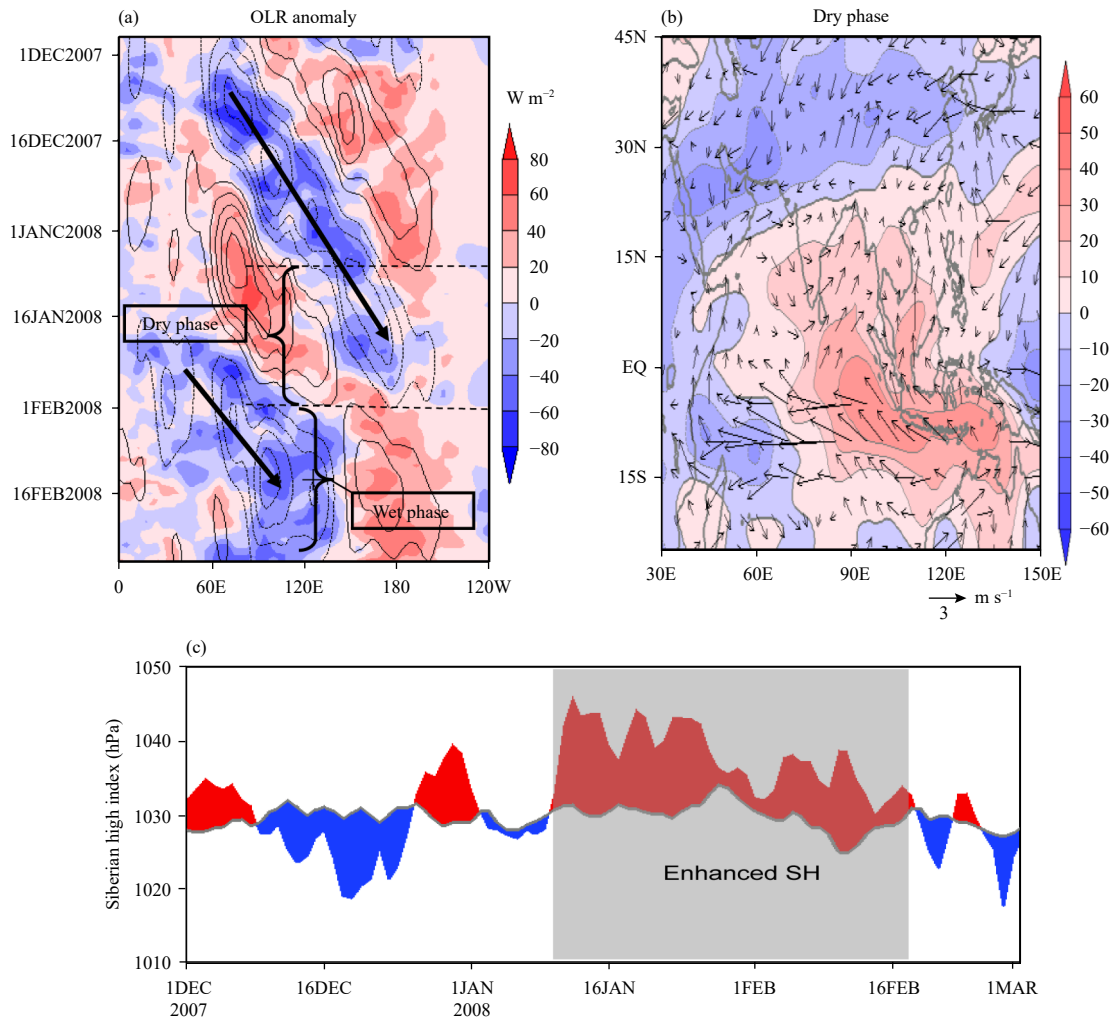 (a)
OLR anomaly
1DEC2007
16DEC2007
1JANC2008
16JAN2008
1FEB2008
16FEB2008
Dry phase
Wet phase
0
60E
120E
180
120W
W m⁻²
80
60
40
20
0
−20
−40
−60
−80
(b)
Dry phase
45N
30N
15N
EQ
15S
30E
60E
90E
120E
150E
3
m s⁻¹
60
50
40
30
20
10
0
−10
−20
−30
−40
−50
−60
(c)
Siberian high index (hPa)
1050
1040
1030
1020
1010
Enhanced SH
1DEC
2007
16DEC
1JAN
2008
16JAN
1FEB
16FEB
1MAR